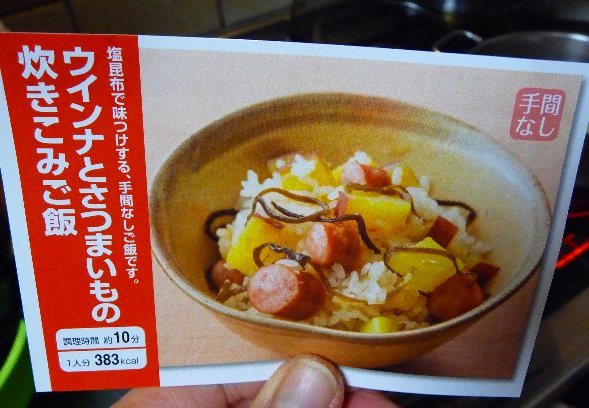 塩昆布で味つけする、手間なしご飯です。
ウインナとさつまいもの
炊きこみご飯
調理時間 約10分
1人分 383kcal
手間
なし